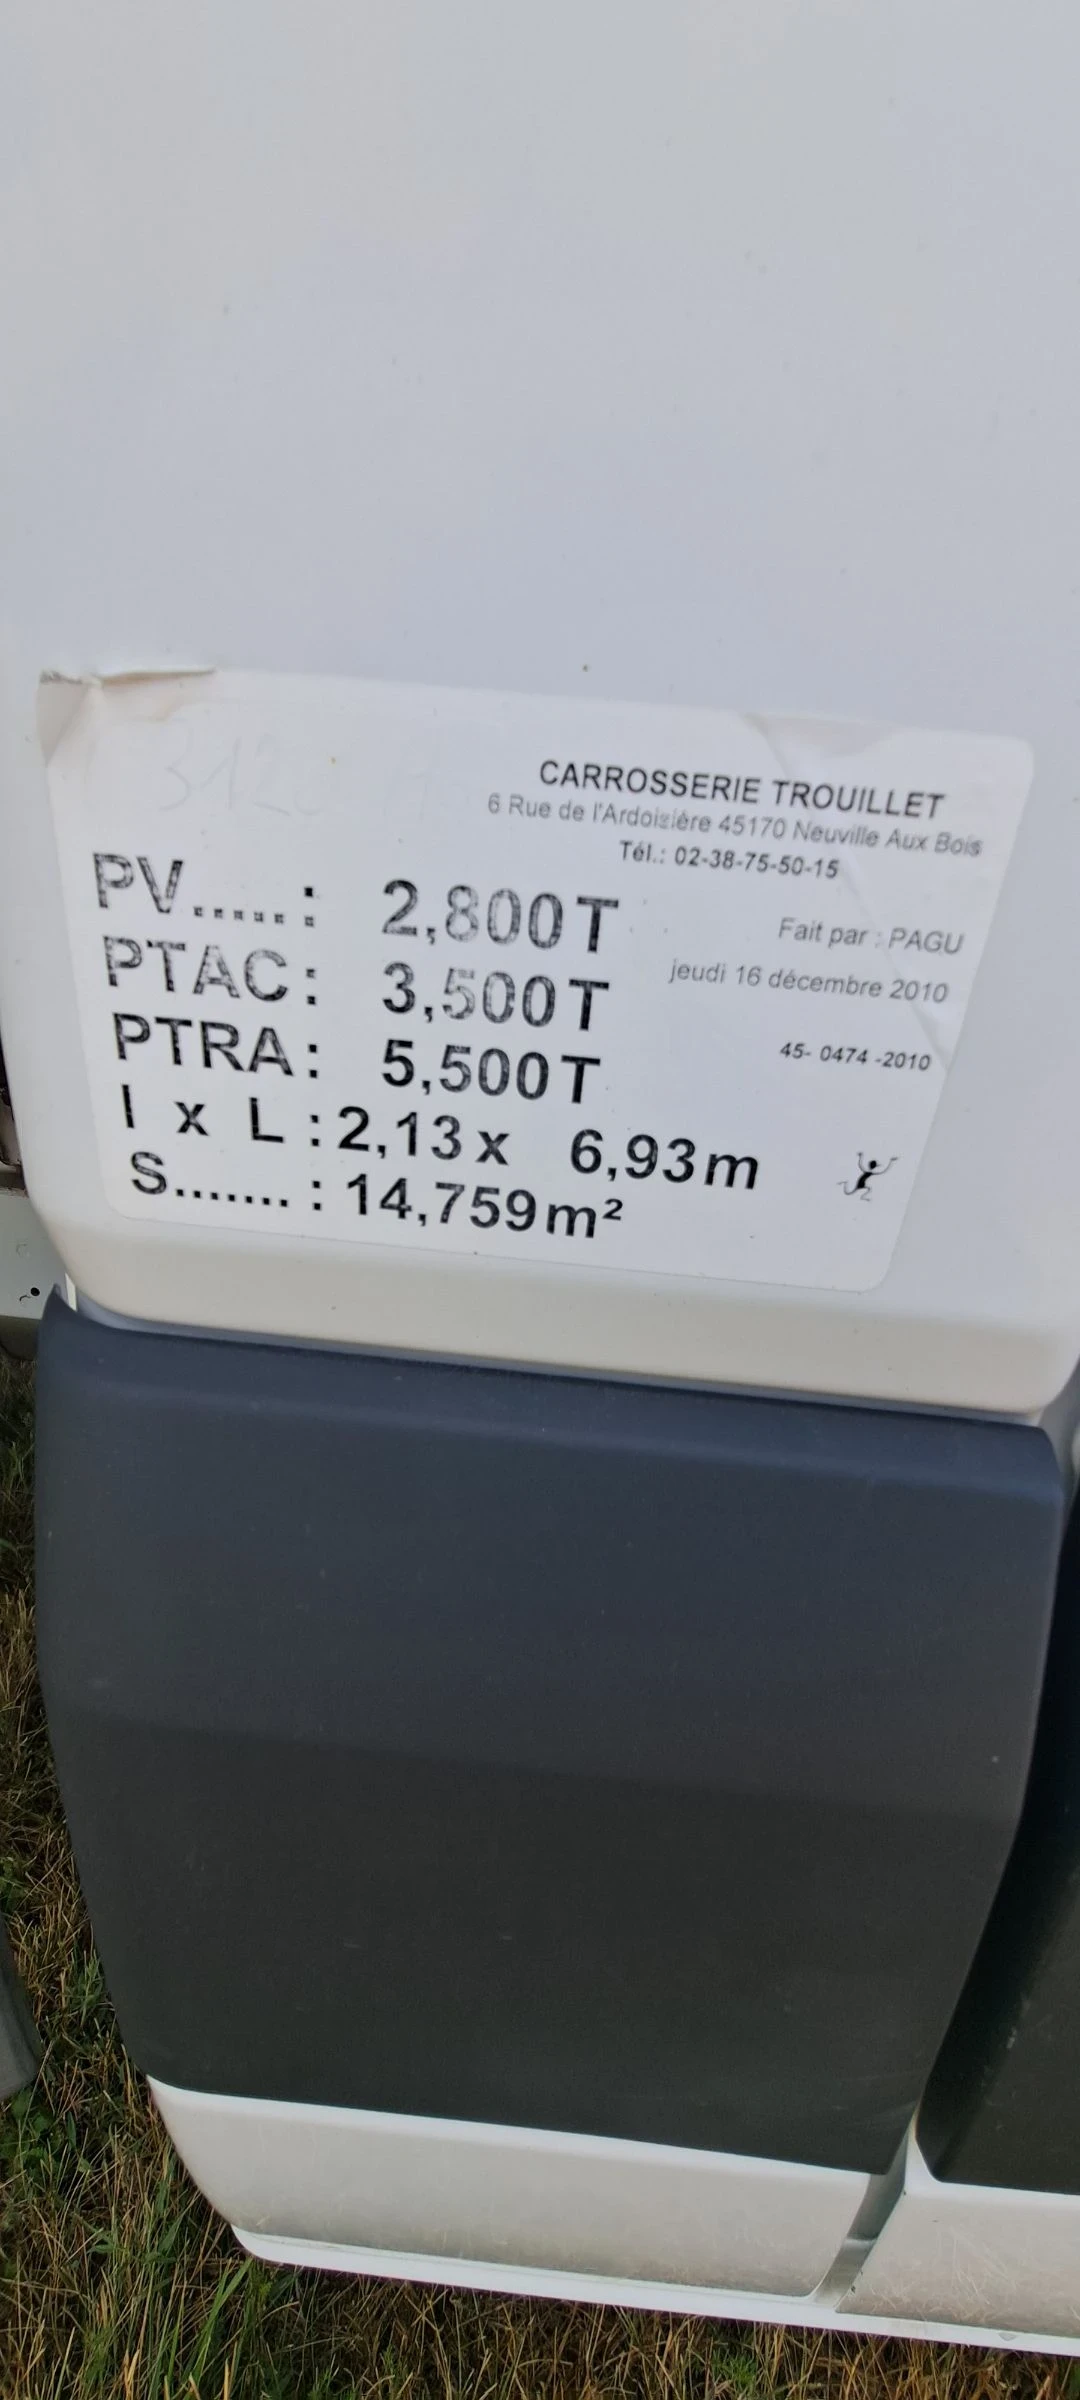 CARROSSERIE TROUILLET
6 Rue de l'Ardoisière 45170 Neuville Aux Bois
Tél.: 02-38-75-50-15
PV.....: 2,800T
Fait par : PAGU
PTAC: 3,500T
jeudi 16 décembre 2010
PTRA: 5,500T
45- 0474 -2010
l x L : 2,13 x 6,93m
S....... : 14,759m²